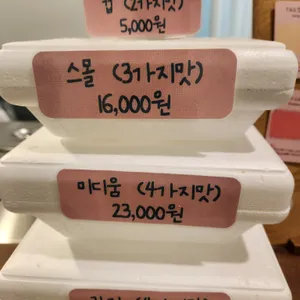 컵 (2가지맛)
5,000원
스몰 (3가지맛)
16,000원
미디움 (4가지맛)
23,000원